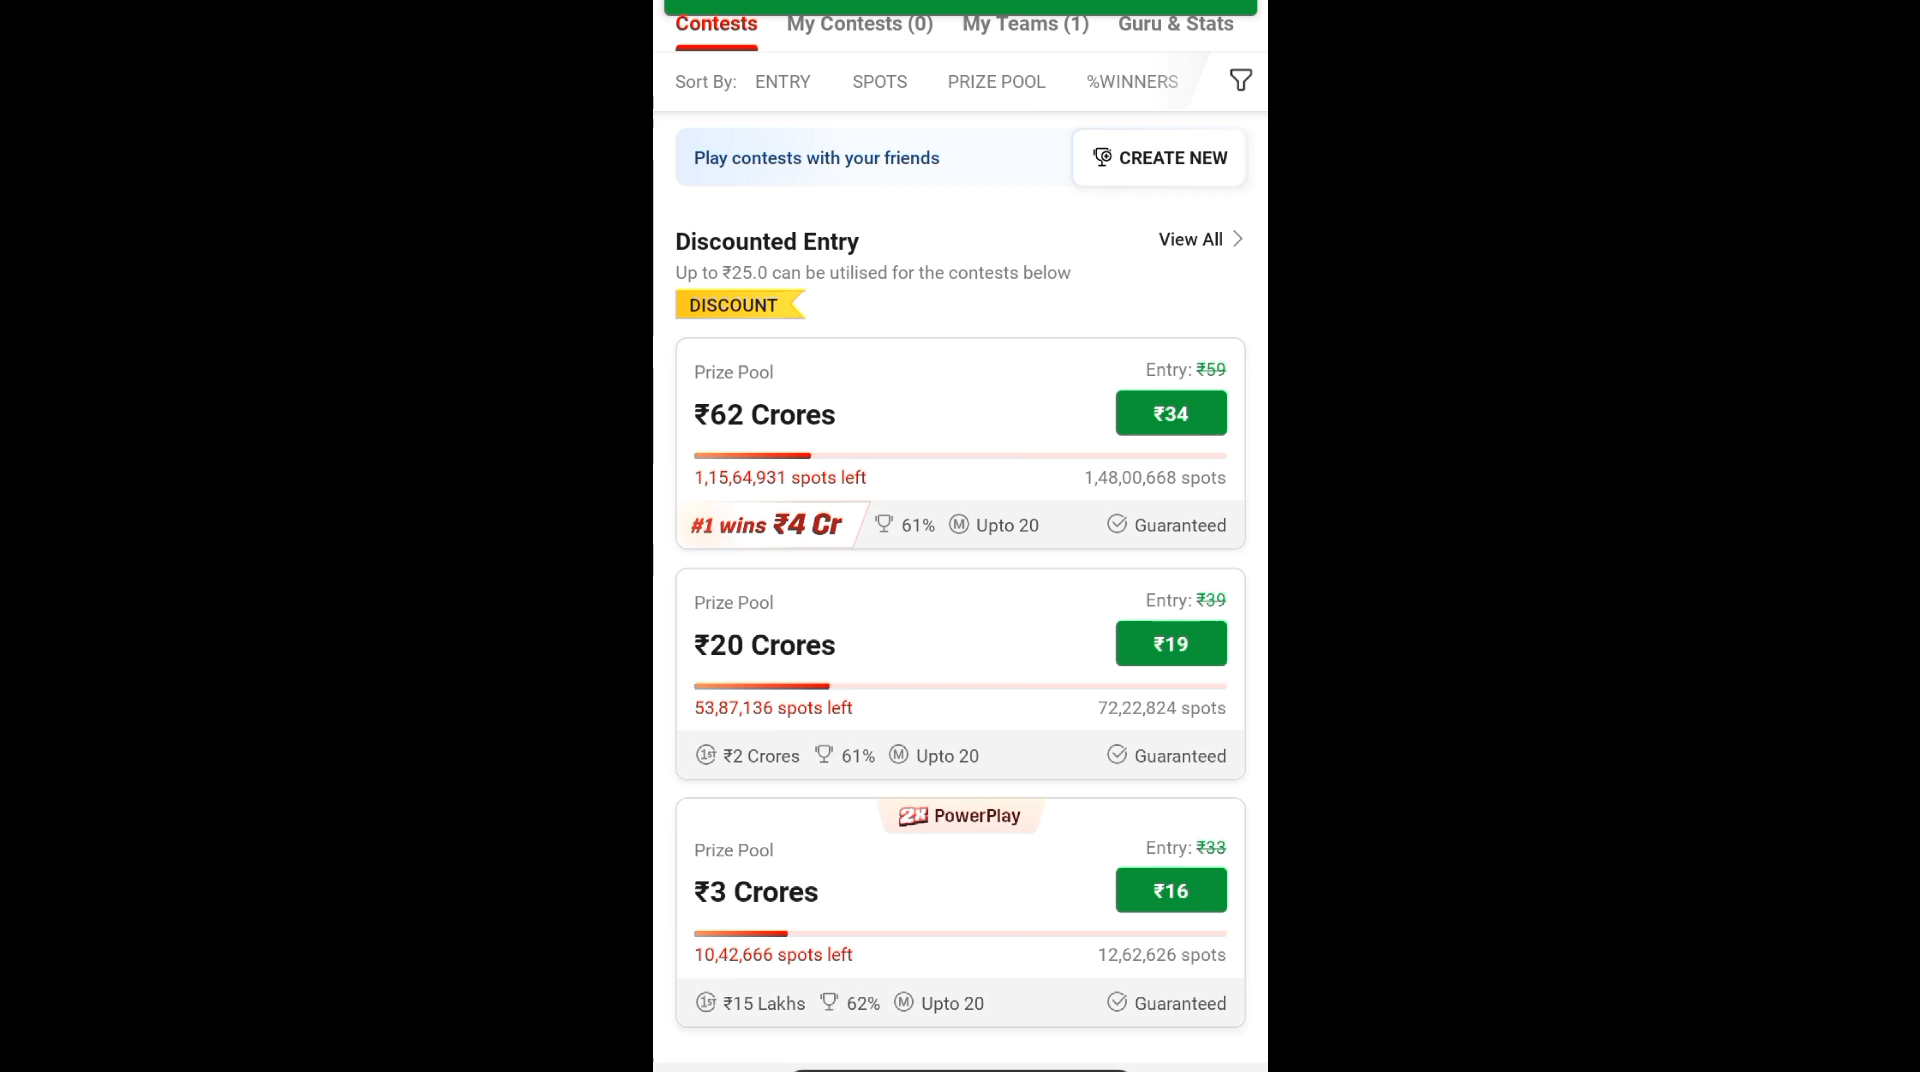 Contests My Contests (0) My Teams (1) Guru & Stats
Sort By: ENTRY SPOTS PRIZE POOL %WINNERS
Play contests with your friends CREATE NEW
Discounted Entry View All
Up to ₹25.0 can be utilised for the contests below
DISCOUNT
Prize Pool Entry: ₹59
₹62 Crores ₹34
1,15,64,931 spots left 1,48,00,668 spots
#1 wins ₹4 Cr 61% M Upto 20 Guaranteed
Prize Pool Entry: ₹39
₹20 Crores ₹19
53,87,136 spots left 72,22,824 spots
1ST ₹2 Crores 61% M Upto 20 Guaranteed
2X PowerPlay
Prize Pool Entry: ₹33
₹3 Crores ₹16
10,42,666 spots left 12,62,626 spots
1ST ₹15 Lakhs 62% M Upto 20 Guaranteed